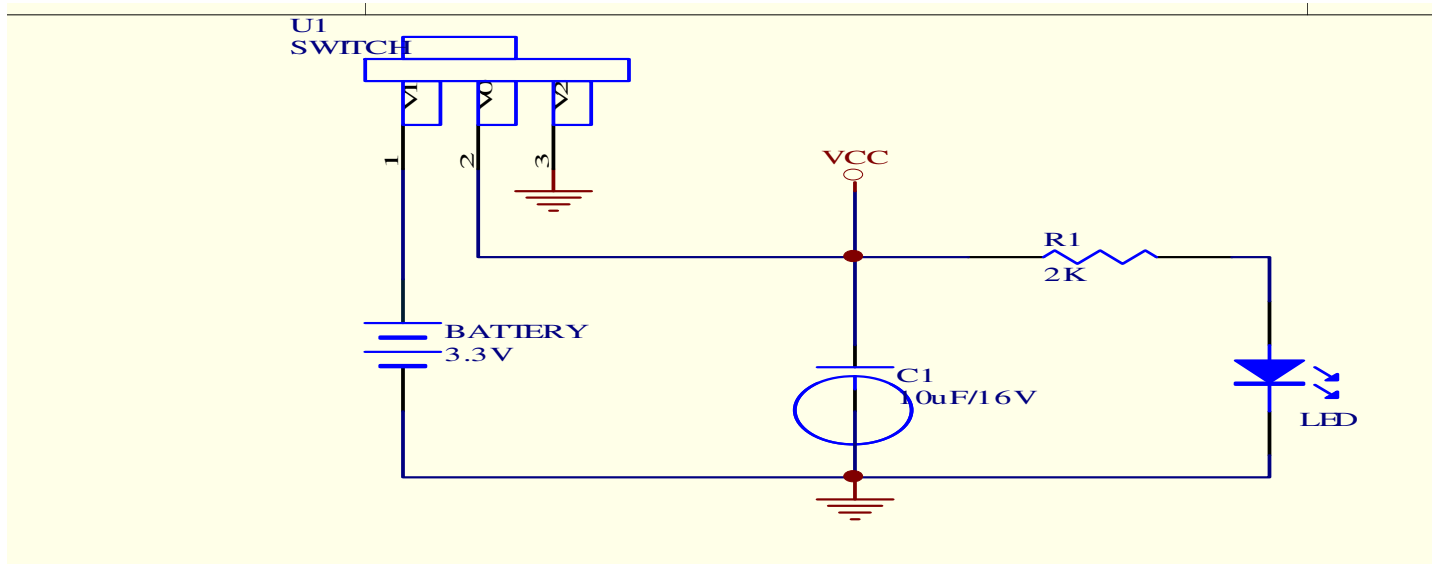 U1
SWITCH
V1
V0
V2
1
2
3
VCC
R1
2K
BATTERY
3.3V
C1
10uF/16V
LED